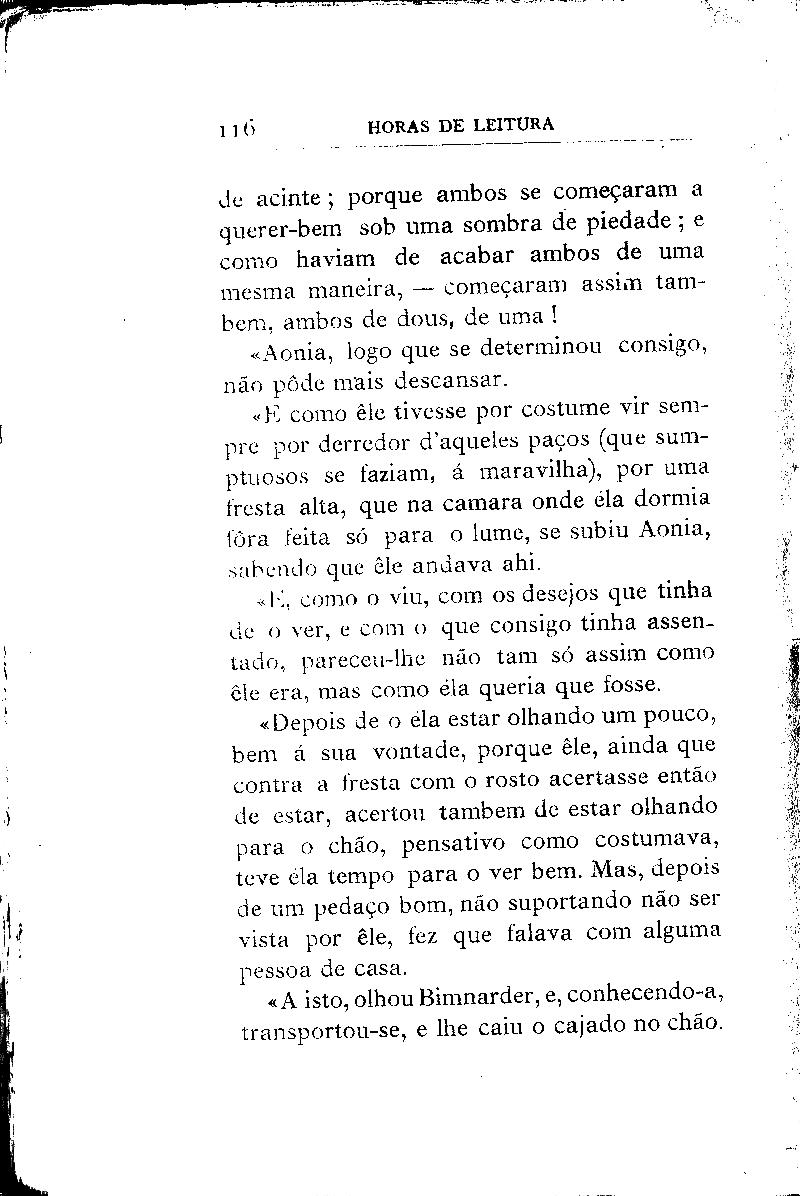 116 HORAS DE LEITURA
de acinte ; porque ambos se começaram a
querer-bem sob uma sombra de piedade ; e
como haviam de acabar ambos de uma
mesma maneira, — começaram assim tam-
bem, ambos de dous, de uma !
«Aonia, logo que se determinou consigo,
não pôde mais descansar.
«E como êle tivesse por costume vir sem-
pre por derredor d'aqueles paços (que sum-
ptuosos se faziam, á maravilha), por uma
fresta alta, que na camara onde éla dormia
fôra feita só para o lume, se subiu Aonia,
sabendo que êle andava ahi.
«E, como o viu, com os desejos que tinha
de o ver, e com o que consigo tinha assen-
tado, pareceu-lhe não tam só assim como
êle era, mas como éla queria que fosse.
«Depois de o éla estar olhando um pouco,
bem á sua vontade, porque êle, ainda que
contra a fresta com o rosto acertasse então
de estar, acertou tambem de estar olhando
para o chão, pensativo como costumava,
teve éla tempo para o ver bem. Mas, depois
de um pedaço bom, não suportando não ser
vista por êle, fez que falava com alguma
pessoa de casa.
«A isto, olhou Bimnarder, e, conhecendo-a,
transportou-se, e lhe caiu o cajado no chão.